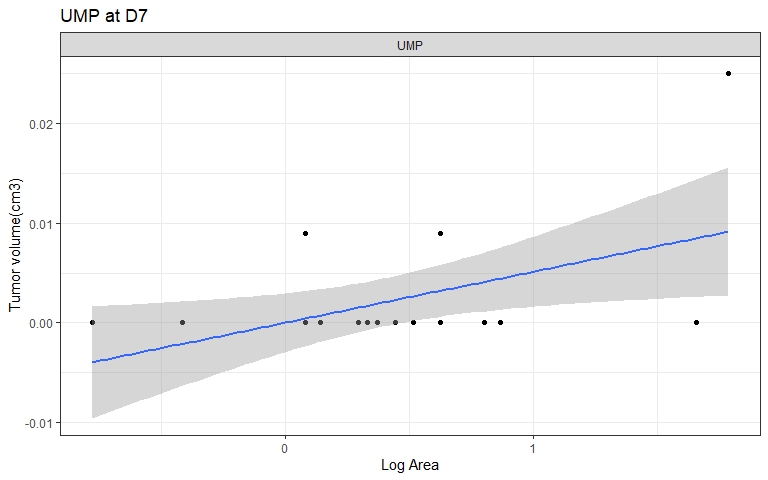 UMP at D7
UMP
0.02
0.01
0.00
-0.01
Tumor volume(cm3)
0
1
Log Area